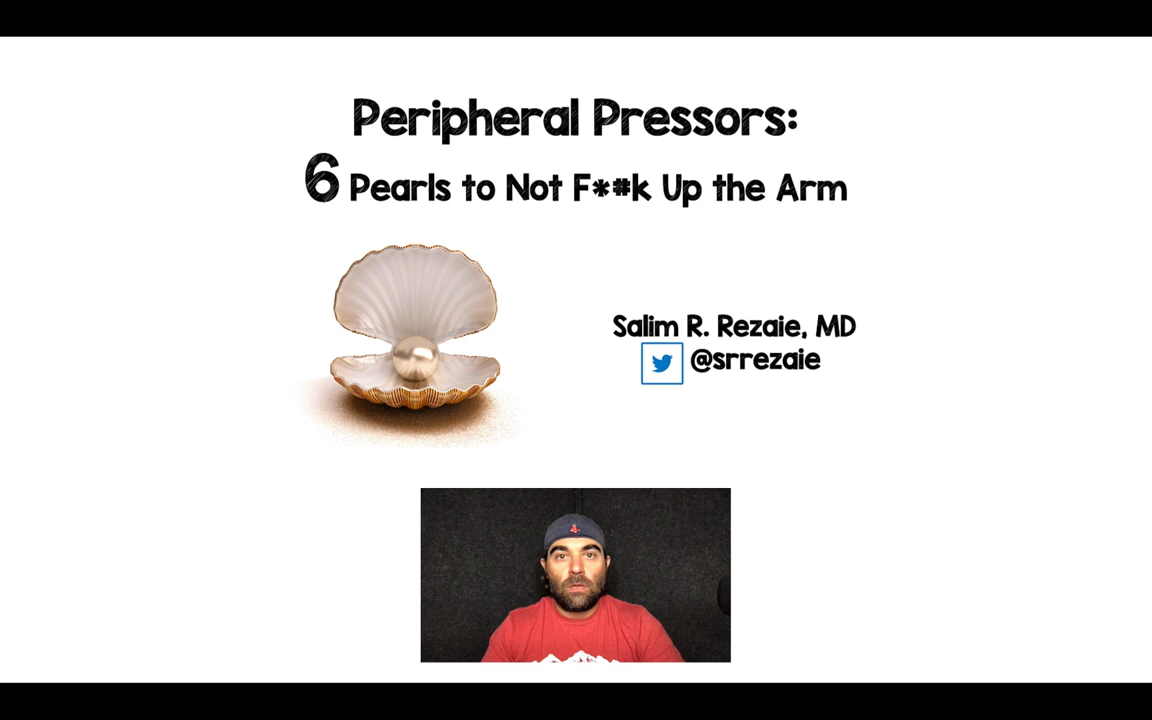 Peripheral Pressors:
6 Pearls to Not F*#k Up the Arm
Salim R. Rezaie, MD
@srrezaie